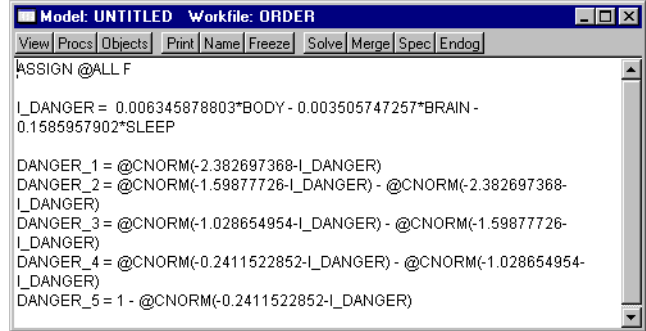 Model: UNTITLED Workfile: ORDER
View Procs Objects Print Name Freeze Solve Merge Spec Endog
ASSIGN @ALL F
I_DANGER = 0.006345878803*BODY - 0.003505747257*BRAIN -
0.1585957902*SLEEP
DANGER_1 = @CNORM(-2.382697368-I_DANGER)
DANGER_2 = @CNORM(-1.59877726-I_DANGER) - @CNORM(-2.382697368-
I_DANGER)
DANGER_3 = @CNORM(-1.028654954-I_DANGER) - @CNORM(-1.59877726-
I_DANGER)
DANGER_4 = @CNORM(-0.2411522852-I_DANGER) - @CNORM(-1.028654954-
I_DANGER)
DANGER_5 = 1 - @CNORM(-0.2411522852-I_DANGER)